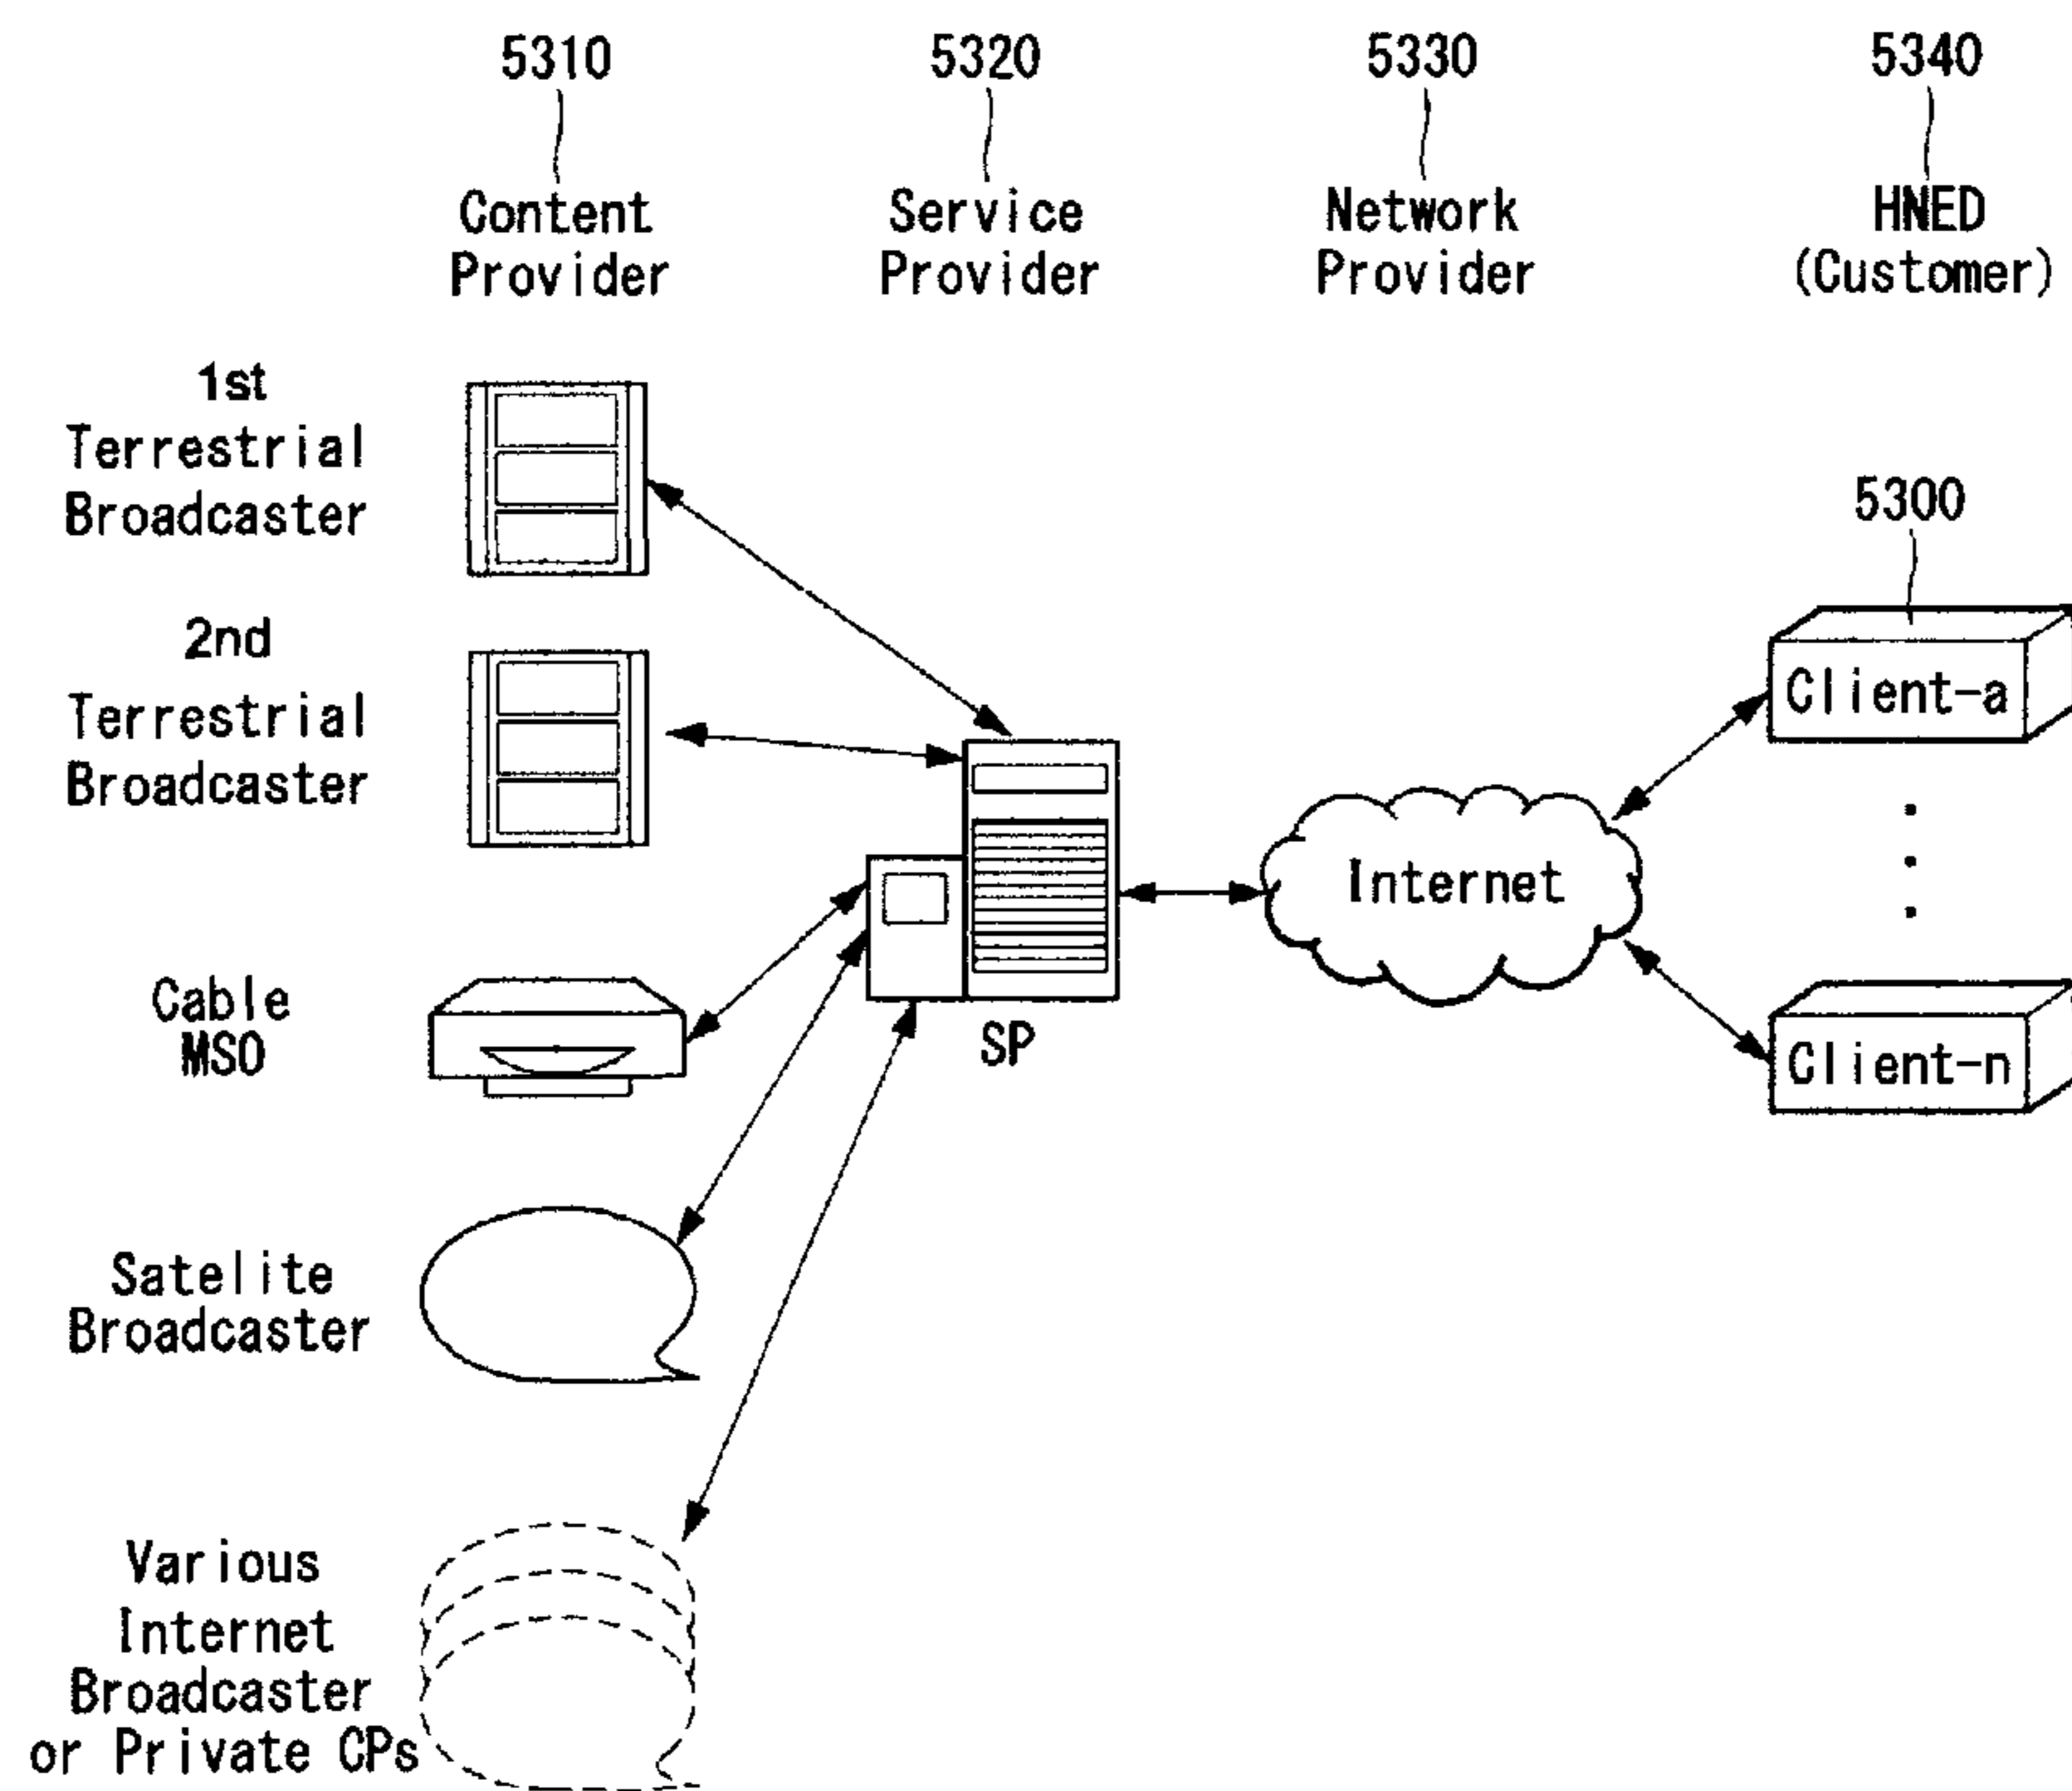 5310
5320
5330
5340
Content
Provider
Service
Provider
Network
Provider
HNED
(Customer)
1st
Terrestrial
Broadcaster
5300
2nd
Terrestrial
Broadcaster
Client-a
Internet
Cable
MSO
SP
Client-n
Satelite
Broadcaster
Various
Internet
Broadcaster
or Private CPs